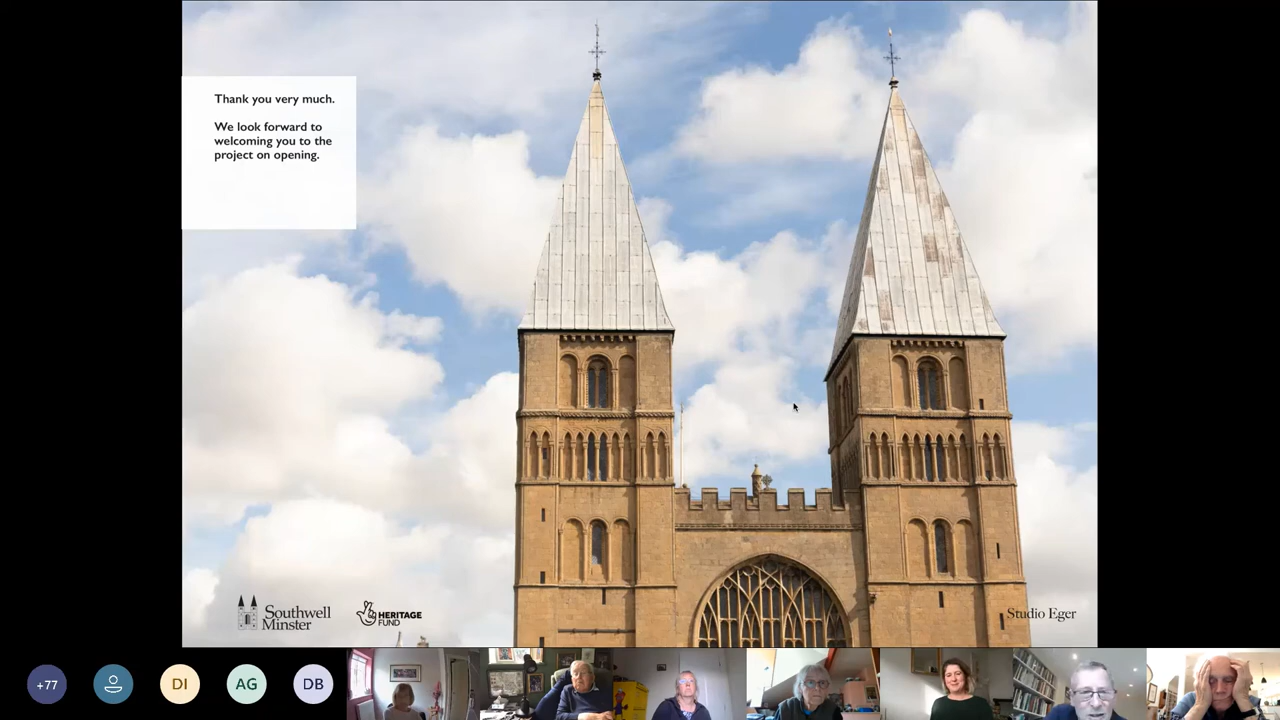 Thank you very much.
We look forward to
welcoming you to the
project on opening.
Southwell
Minster
HERITAGE
FUND
Studio Eger
+77
DI
AG
DB